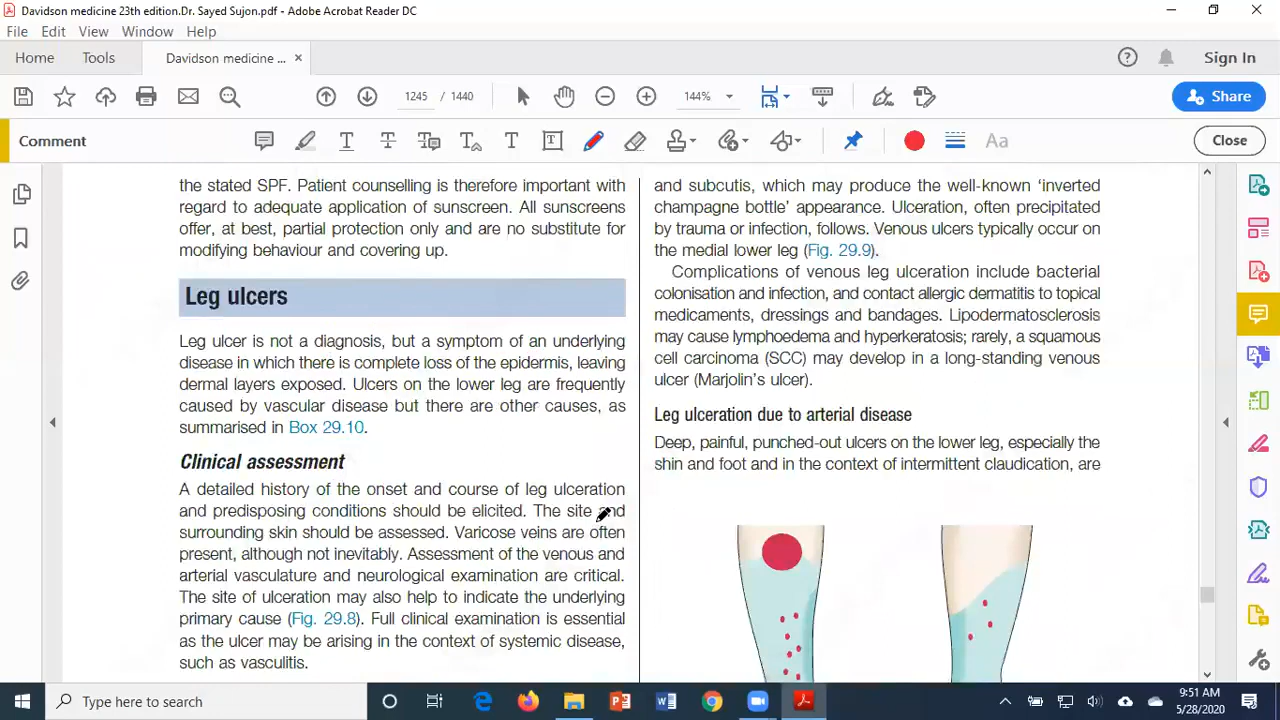 Davidson medicine 23th edition.Dr. Sayed Sujon.pdf - Adobe Acrobat Reader DC
File Edit View Window Help
Home Tools Davidson medicine ... × Sign In
1245 / 1440 144% Share
Comment Aa Close
the stated SPF. Patient counselling is therefore important with
regard to adequate application of sunscreen. All sunscreens
offer, at best, partial protection only and are no substitute for
modifying behaviour and covering up.
Leg ulcers
Leg ulcer is not a diagnosis, but a symptom of an underlying
disease in which there is complete loss of the epidermis, leaving
dermal layers exposed. Ulcers on the lower leg are frequently
caused by vascular disease but there are other causes, as
summarised in Box 29.10.
Clinical assessment
A detailed history of the onset and course of leg ulceration
and predisposing conditions should be elicited. The site and
surrounding skin should be assessed. Varicose veins are often
present, although not inevitably. Assessment of the venous and
arterial vasculature and neurological examination are critical.
The site of ulceration may also help to indicate the underlying
primary cause (Fig. 29.8). Full clinical examination is essential
as the ulcer may be arising in the context of systemic disease,
such as vasculitis.
and subcutis, which may produce the well-known 'inverted
champagne bottle' appearance. Ulceration, often precipitated
by trauma or infection, follows. Venous ulcers typically occur on
the medial lower leg (Fig. 29.9).
Complications of venous leg ulceration include bacterial
colonisation and infection, and contact allergic dermatitis to topical
medicaments, dressings and bandages. Lipodermatosclerosis
may cause lymphoedema and hyperkeratosis; rarely, a squamous
cell carcinoma (SCC) may develop in a long-standing venous
ulcer (Marjolin's ulcer).
Leg ulceration due to arterial disease
Deep, painful, punched-out ulcers on the lower leg, especially the
shin and foot and in the context of intermittent claudication, are
Type here to search
9:51 AM
5/28/2020